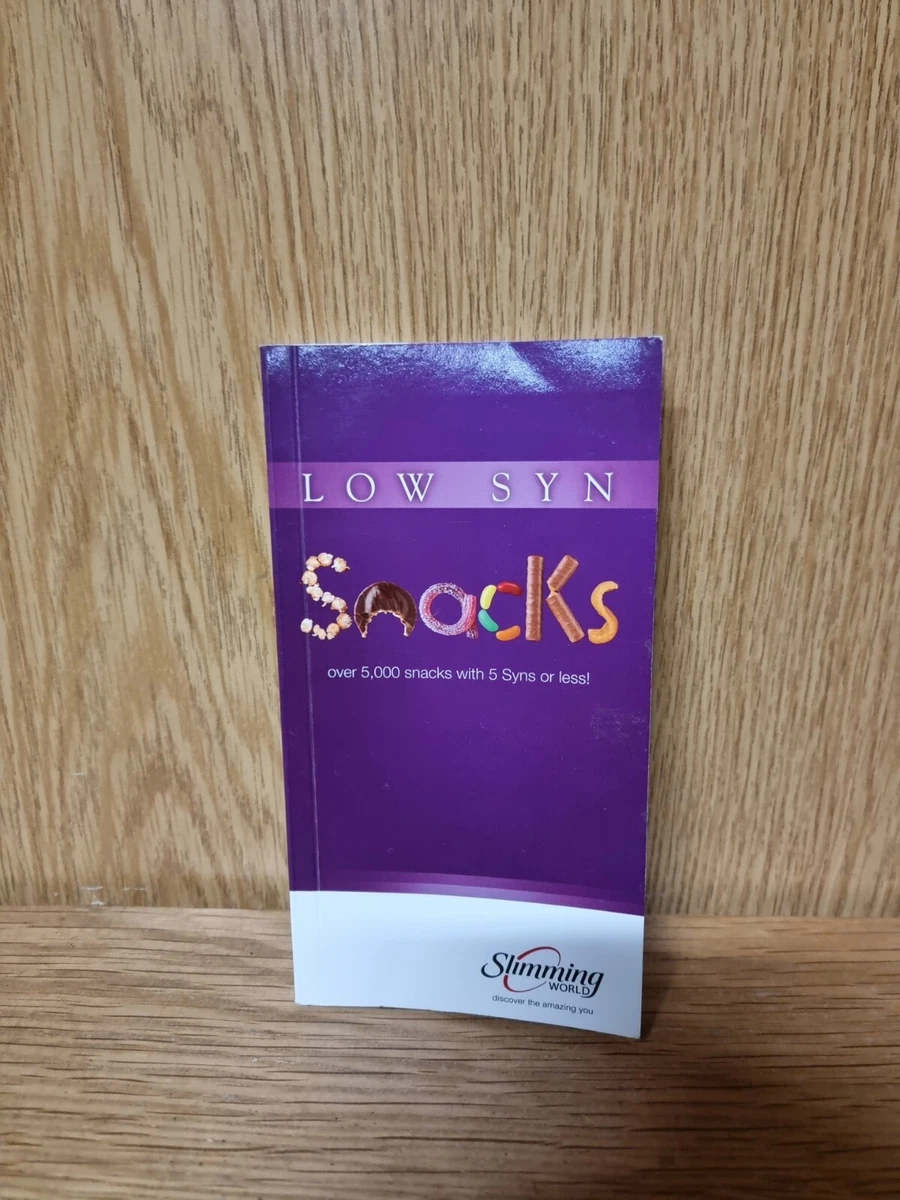 LOW SYN
Snacks
over 5,000 snacks with 5 Syns or less!
Slimming
WORLD
discover the amazing you